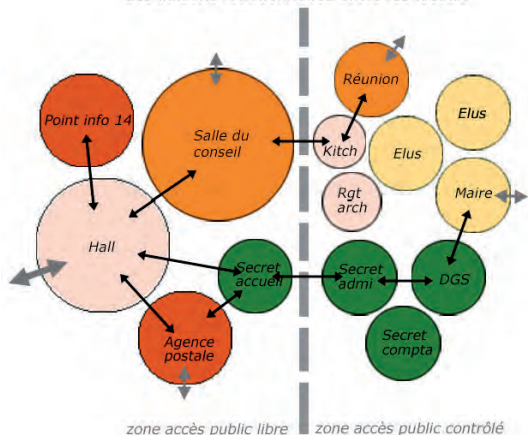 Point info 14
Salle du
conseil
Réunion
Kitch
Elus
Elus
Rgt
arch
Maire
Hall
Secret
accueil
Secret
admi
DGS
Agence
postale
Secret
compta
zone accès public libre
zone accès public contrôlé